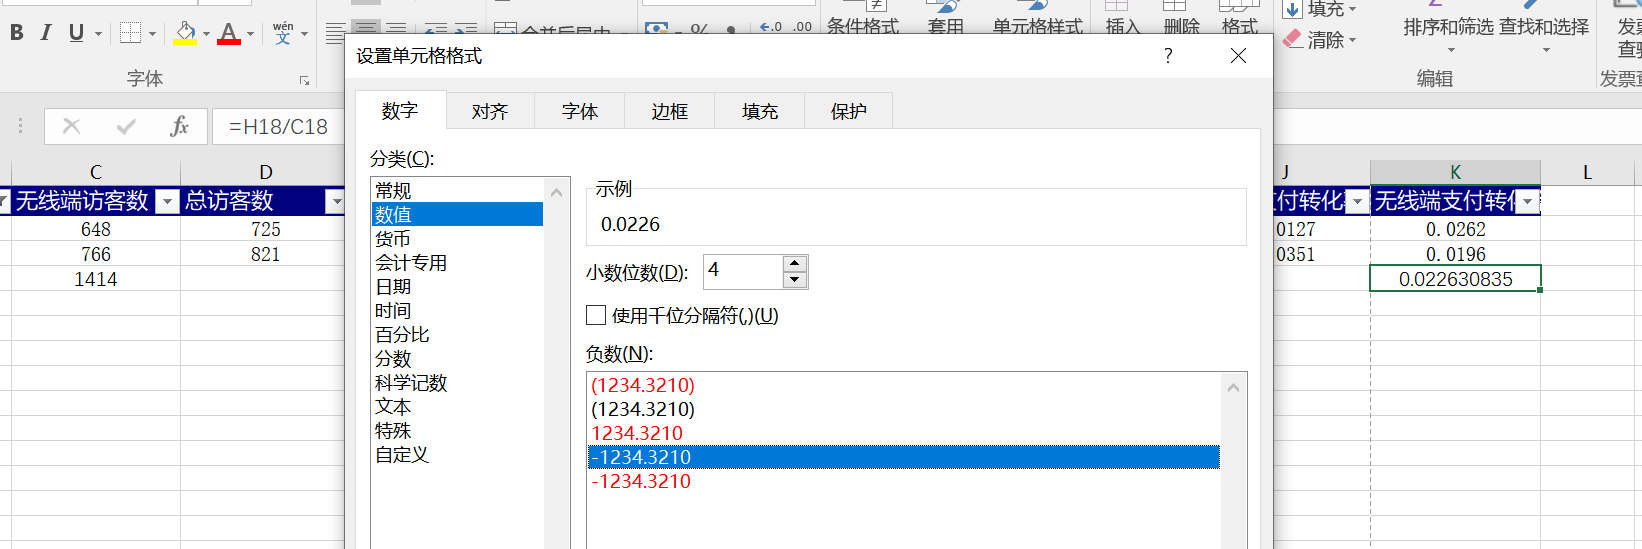 条件格式 套用 单元格样式 插入 删除 格式
填充
B I U A wén 文 % .0 .00 排序和筛选 查找和选择
清除
字体 编辑
设置单元格格式 ?
数字 对齐 字体 边框 填充 保护
fx =H18/C18
分类(C):
常规
数值
货币
会计专用
日期
时间
百分比
分数
科学记数
文本
特殊
自定义
示例
0.0226
小数位数(D): 4
使用千位分隔符(,)(U)
负数(N):
(1234.3210)
(1234.3210)
1234.3210
-1234.3210
-1234.3210
C D J K L
无线端访客数 总访客数 付转化 无线端支付转
648 725 0127 0.0262
766 821 0351 0.0196
1414 0.022630835